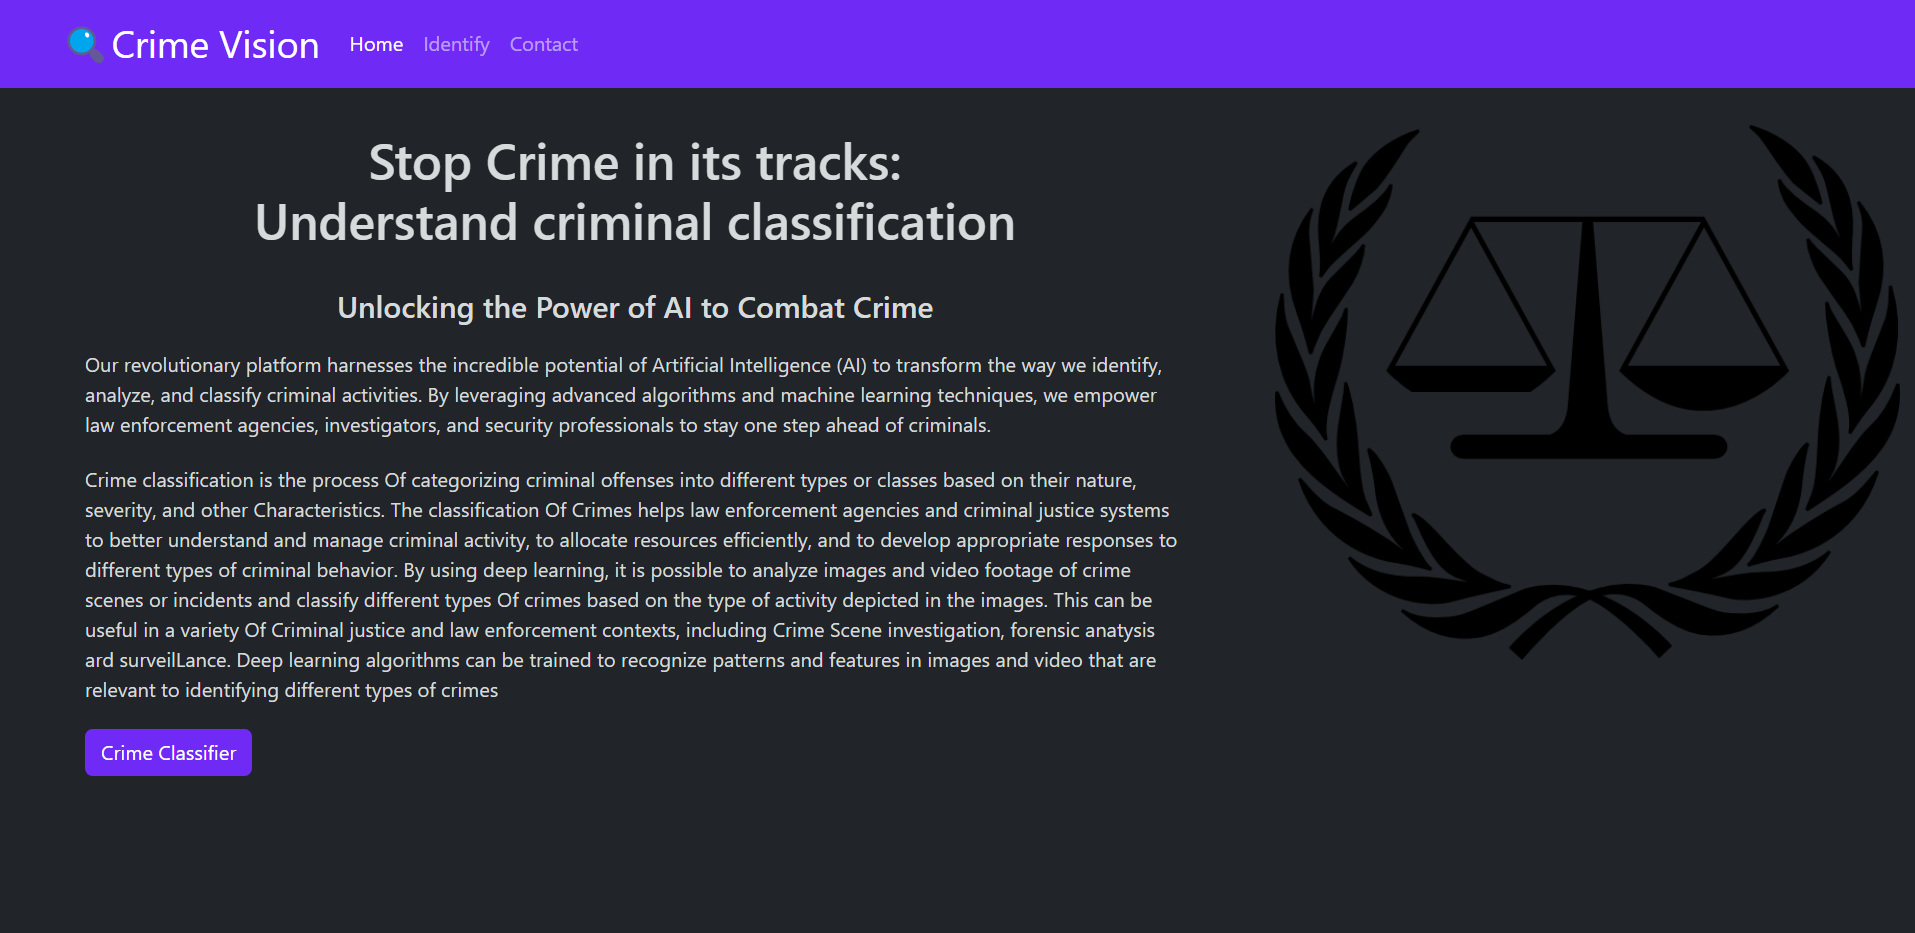 Crime Vision
Home Identify Contact
Stop Crime in its tracks:
Understand criminal classification
Unlocking the Power of AI to Combat Crime
Our revolutionary platform harnesses the incredible potential of Artificial Intelligence (AI) to transform the way we identify,
analyze, and classify criminal activities. By leveraging advanced algorithms and machine learning techniques, we empower
law enforcement agencies, investigators, and security professionals to stay one step ahead of criminals.
Crime classification is the process Of categorizing criminal offenses into different types or classes based on their nature,
severity, and other Characteristics. The classification Of Crimes helps law enforcement agencies and criminal justice systems
to better understand and manage criminal activity, to allocate resources efficiently, and to develop appropriate responses to
different types of criminal behavior. By using deep learning, it is possible to analyze images and video footage of crime
scenes or incidents and classify different types Of crimes based on the type of activity depicted in the images. This can be
useful in a variety Of Criminal justice and law enforcement contexts, including Crime Scene investigation, forensic anatysis
ard surveilLance. Deep learning algorithms can be trained to recognize patterns and features in images and video that are
relevant to identifying different types of crimes
Crime Classifier